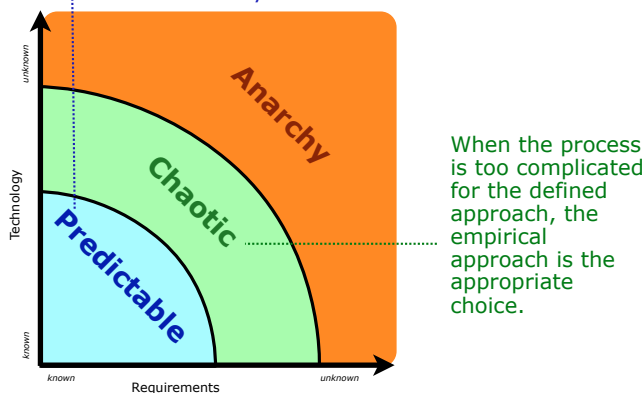 unknown
Anarchy
Chaotic
Predictable
Technology
known
known
unknown
Requirements
When the process
is too complicated
for the defined
approach, the
empirical
approach is the
appropriate
choice.